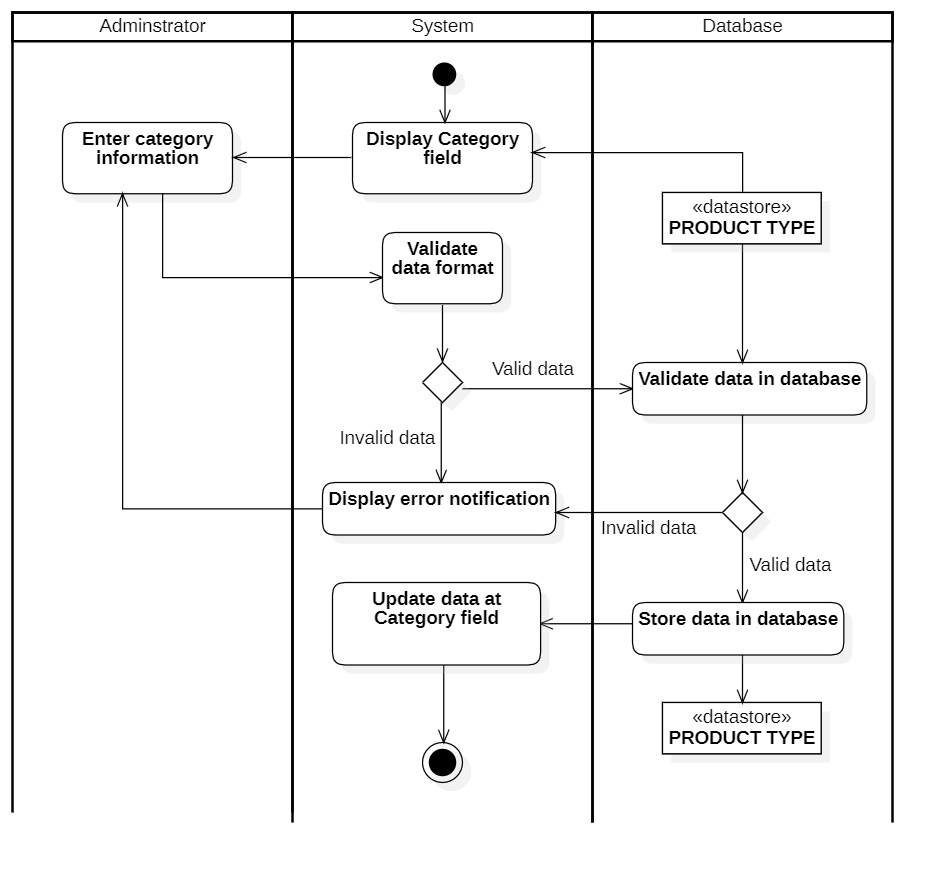 Adminstrator
System
Database
Enter category
information
Display Category
field
«datastore»
PRODUCT TYPE
Validate
data format
Valid data
Validate data in database
Invalid data
Display error notification
Invalid data
Valid data
Update data at
Category field
Store data in database
«datastore»
PRODUCT TYPE